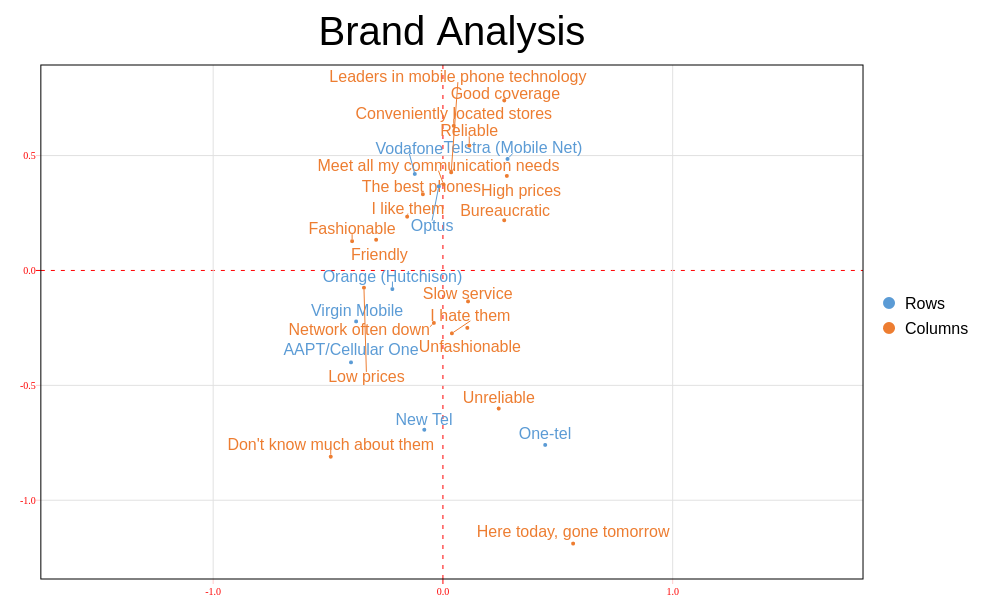 Brand Analysis
Leaders in mobile phone technology
Good coverage
Conveniently located stores
Reliable
Vodafone
Telstra (Mobile Net)
0.5
Meet all my communication needs
The best phones
High prices
I like them
Bureaucratic
Optus
Fashionable
Friendly
0.0
Orange (Hutchison)
Slow service
Rows
Virgin Mobile
I hate them
Network often down
Columns
AAPT/Cellular One
Unfashionable
Low prices
-0.5
Unreliable
New Tel
One-tel
Don't know much about them
-1.0
Here today, gone tomorrow
-1.0
0.0
1.0